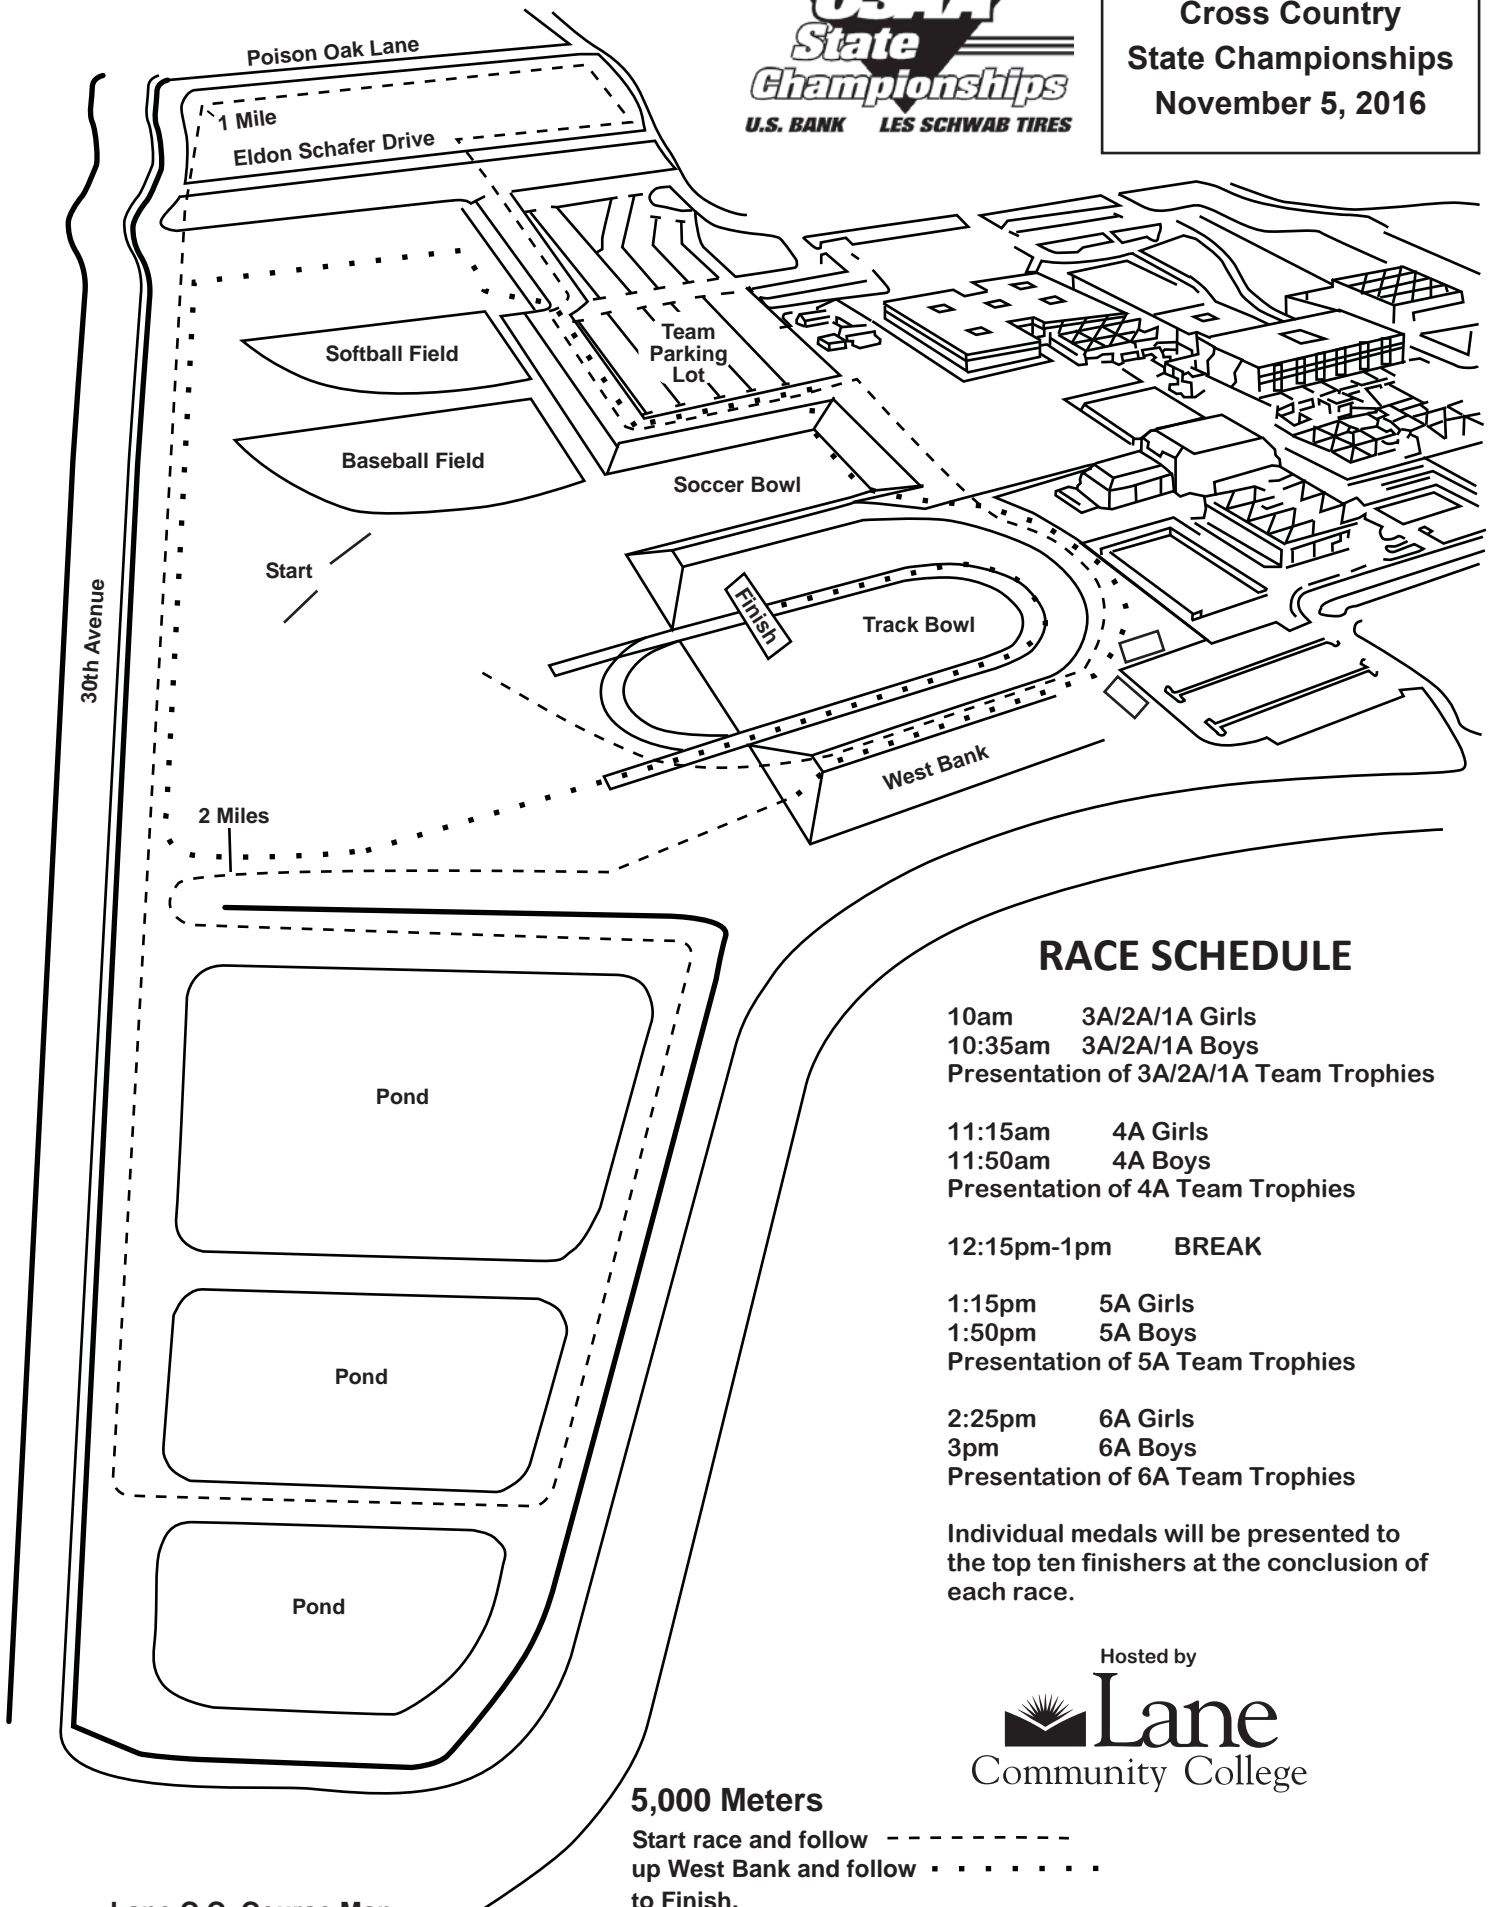 State
Championships
U.S. BANK LES SCHWAB TIRES
Cross Country
State Championships
November 5, 2016
Poison Oak Lane
1 Mile
Eldon Schafer Drive
Team
Parking
Lot
Softball Field
Baseball Field
Soccer Bowl
Start
30th Avenue
Finish
Track Bowl
West Bank
2 Miles
Pond
Pond
Pond
RACE SCHEDULE
10am 3A/2A/1A Girls
10:35am 3A/2A/1A Boys
Presentation of 3A/2A/1A Team Trophies
11:15am 4A Girls
11:50am 4A Boys
Presentation of 4A Team Trophies
12:15pm-1pm BREAK
1:15pm 5A Girls
1:50pm 5A Boys
Presentation of 5A Team Trophies
2:25pm 6A Girls
3pm 6A Boys
Presentation of 6A Team Trophies
Individual medals will be presented to
the top ten finishers at the conclusion of
each race.
Hosted by
Lane
Community College
5,000 Meters
Start race and follow
up West Bank and follow
to Finish.
Lane C.C. Course Map